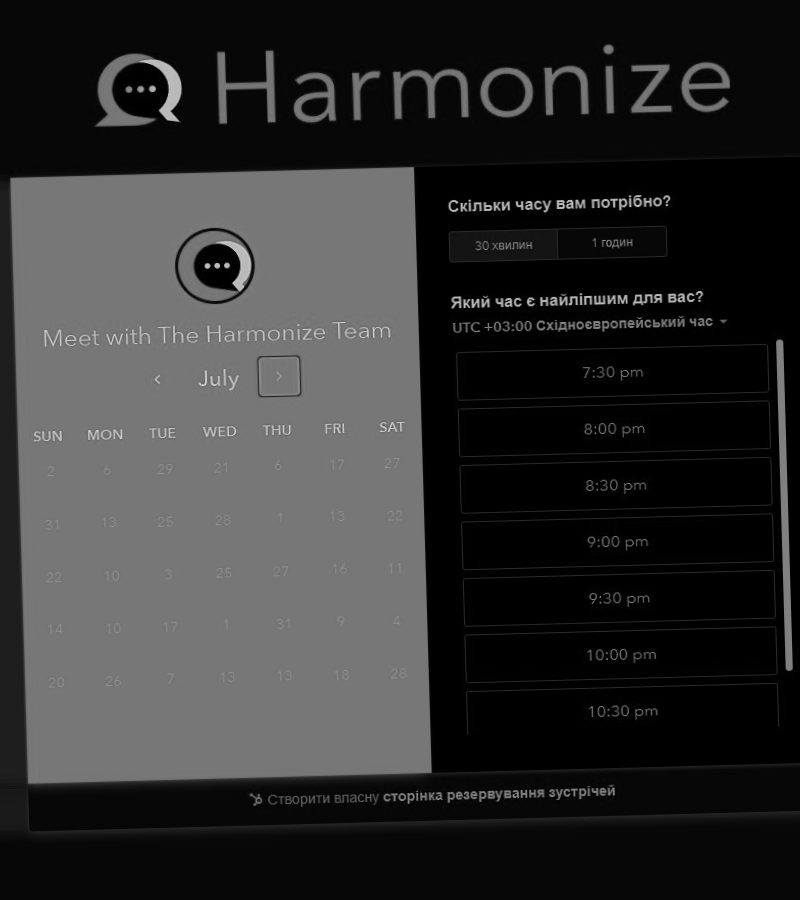 Harmonize
Meet with The Harmonize Team
July
SUN MON TUE WED THU FRI SAT
2 6 29 21 6 17 27
31 13 25 28 1 13 22
22 10 3 25 27 16 11
14 10 17 1 31 9 4
20 26 7 13 13 18 28
Скільки часу вам потрібно?
30 хвилин 1 годин
Який час є найліпшим для вас?
UTC +03:00 Східноєвропейський час
7:30 pm
8:00 pm
8:30 pm
9:00 pm
9:30 pm
10:00 pm
10:30 pm
Створити власну сторінка резервування зустрічей